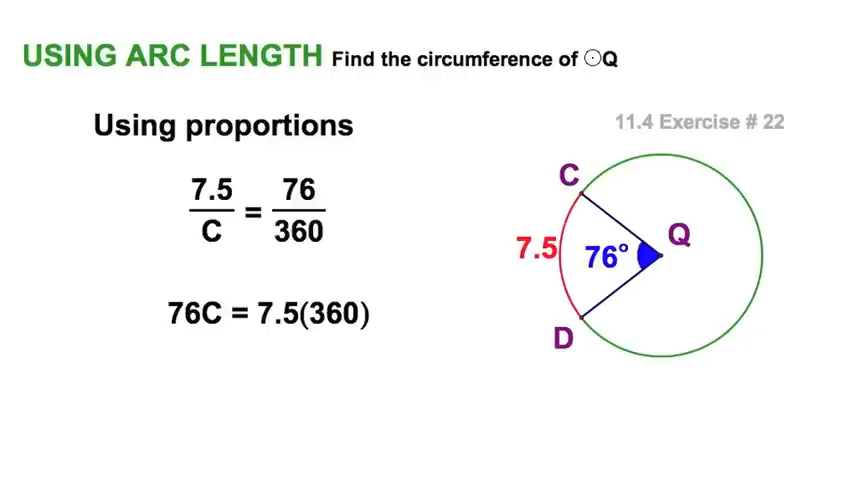 USING ARC LENGTH Find the circumference of ⊙Q
Using proportions
11.4 Exercise # 22
7.5/C = 76/360
76C = 7.5(360)
C
Q
7.5
76°
D